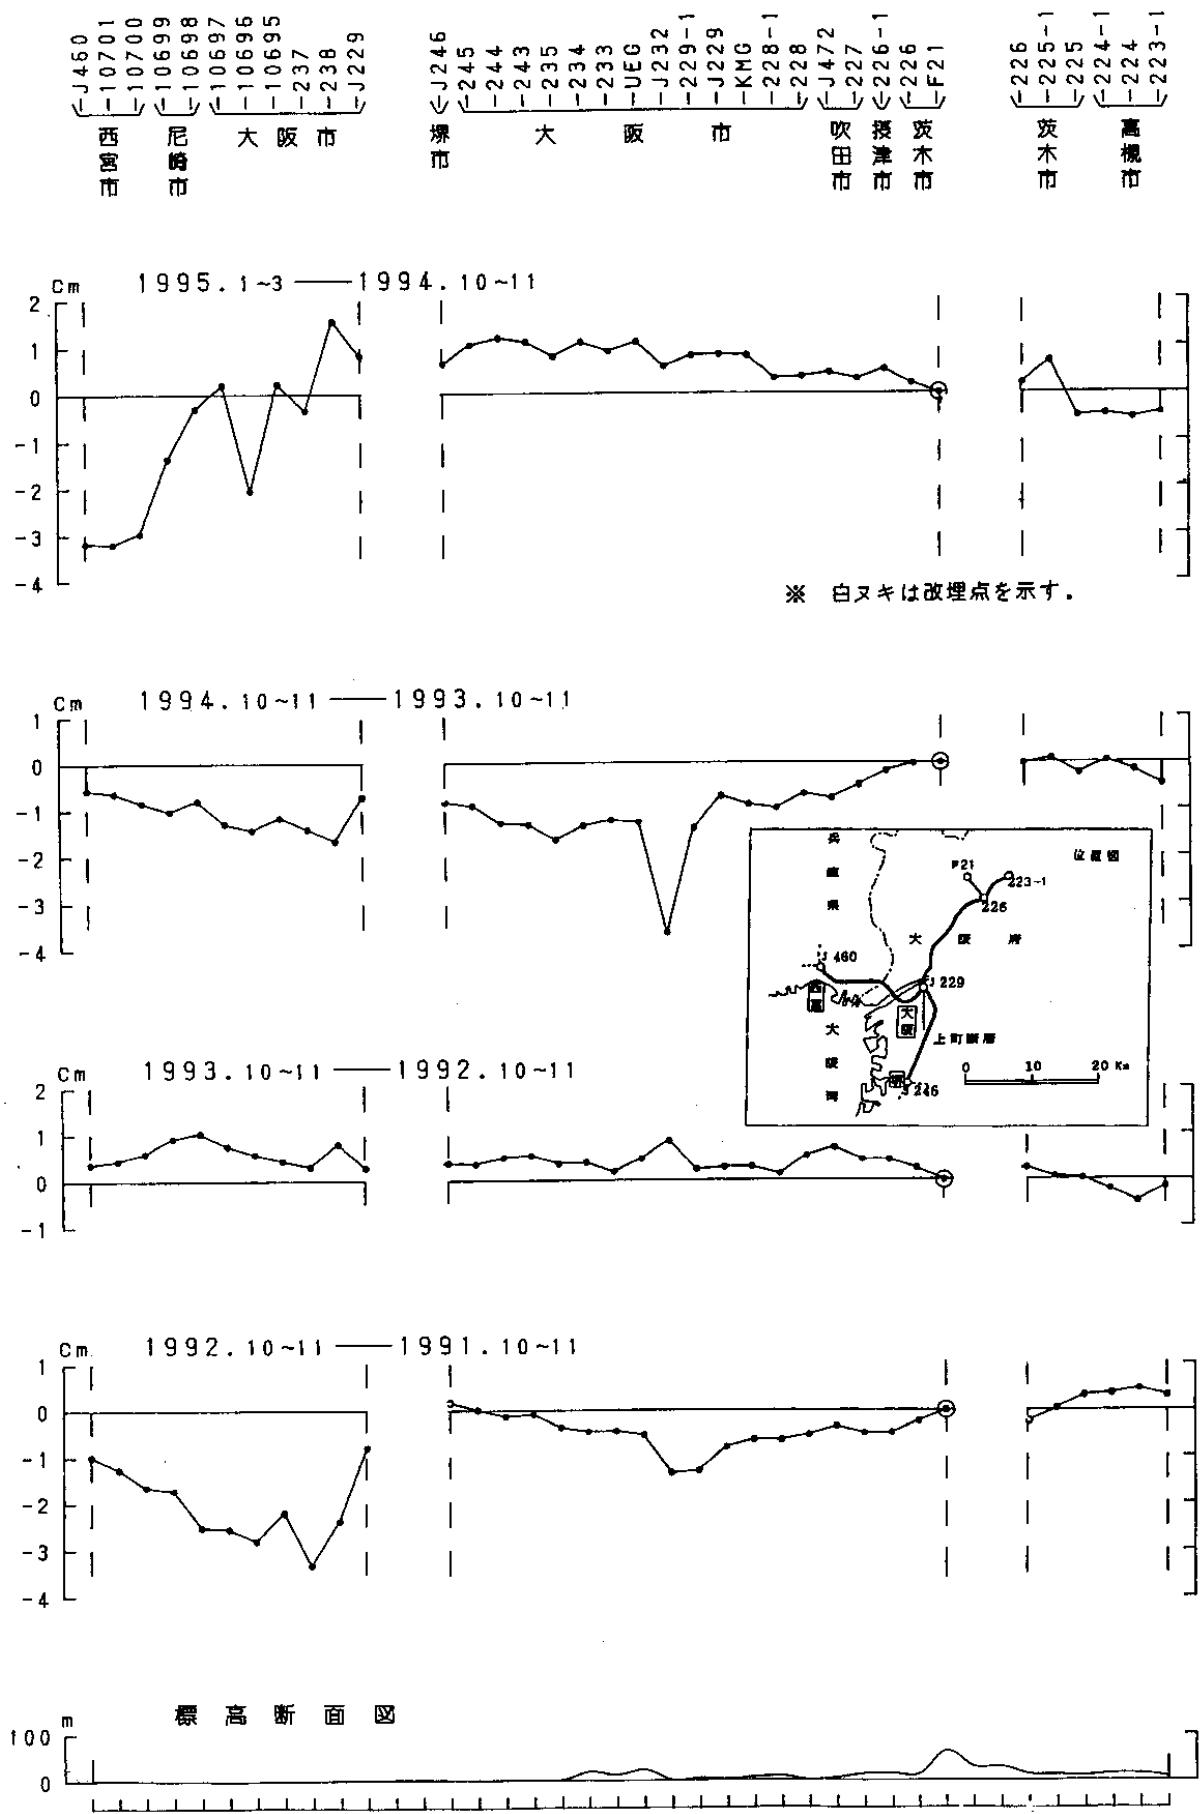 J460
10701
10700
10699
10698
10697
10696
10695
237
238
J229
J246
245
244
243
235
234
233
UEG
J232
229-1
J229
KMG
228-1
228
J472
227
226-1
226
F21
226
225-1
225
224-1
224
223-1
西宮市
尼崎市
大阪市
堺市
大阪市
吹田市
摂津市
茨木市
茨木市
高槻市
Cm
1995.1~3 —— 1994.10~11
2
1
0
-1
-2
-3
-4
※ 白ヌキは改埋点を示す.
Cm
1994.10~11 —— 1993.10~11
1
0
-1
-2
-3
-4
兵庫県
位置図
F21
223-1
226
大阪府
J 460
西宮
J 229
大阪
大阪湾
上町断層
堺
J 246
0 10 20 Km
Cm
1993.10~11 —— 1992.10~11
2
1
0
-1
Cm
1992.10~11 —— 1991.10~11
1
0
-1
-2
-3
-4
標高断面図
m
100
0